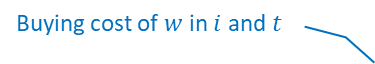 Buying cost of w in i and t